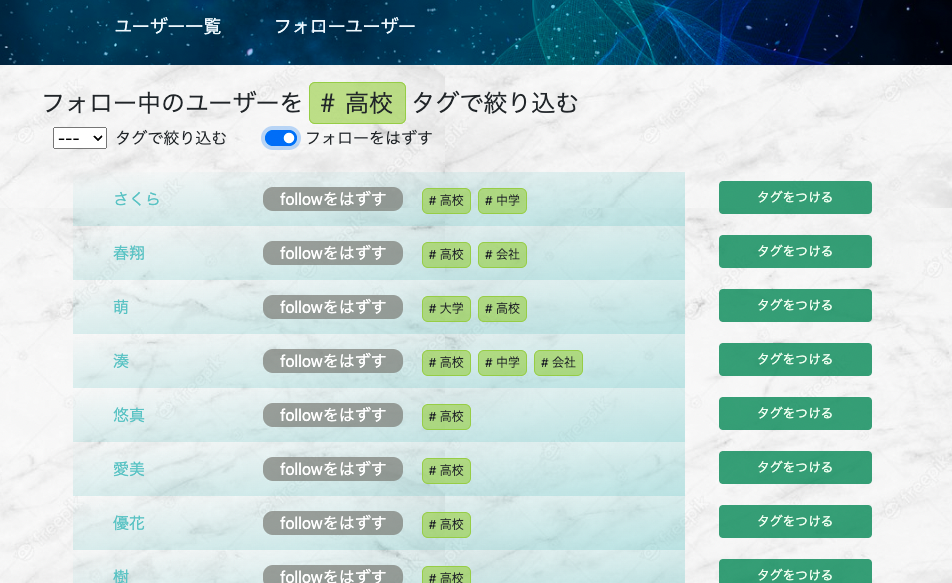 ユーザー一覧 フォローユーザー
フォロー中のユーザーを # 高校 タグで絞り込む
--- タグで絞り込む フォローをはずす
さくら followをはずす # 高校 # 中学 タグをつける
春翔 followをはずす # 高校 # 会社 タグをつける
萌 followをはずす # 大学 # 高校 タグをつける
湊 followをはずす # 高校 # 中学 # 会社 タグをつける
悠真 followをはずす # 高校 タグをつける
愛美 followをはずす # 高校 タグをつける
優花 followをはずす # 高校 タグをつける
樹 followをはずす # 高校 タグをつける